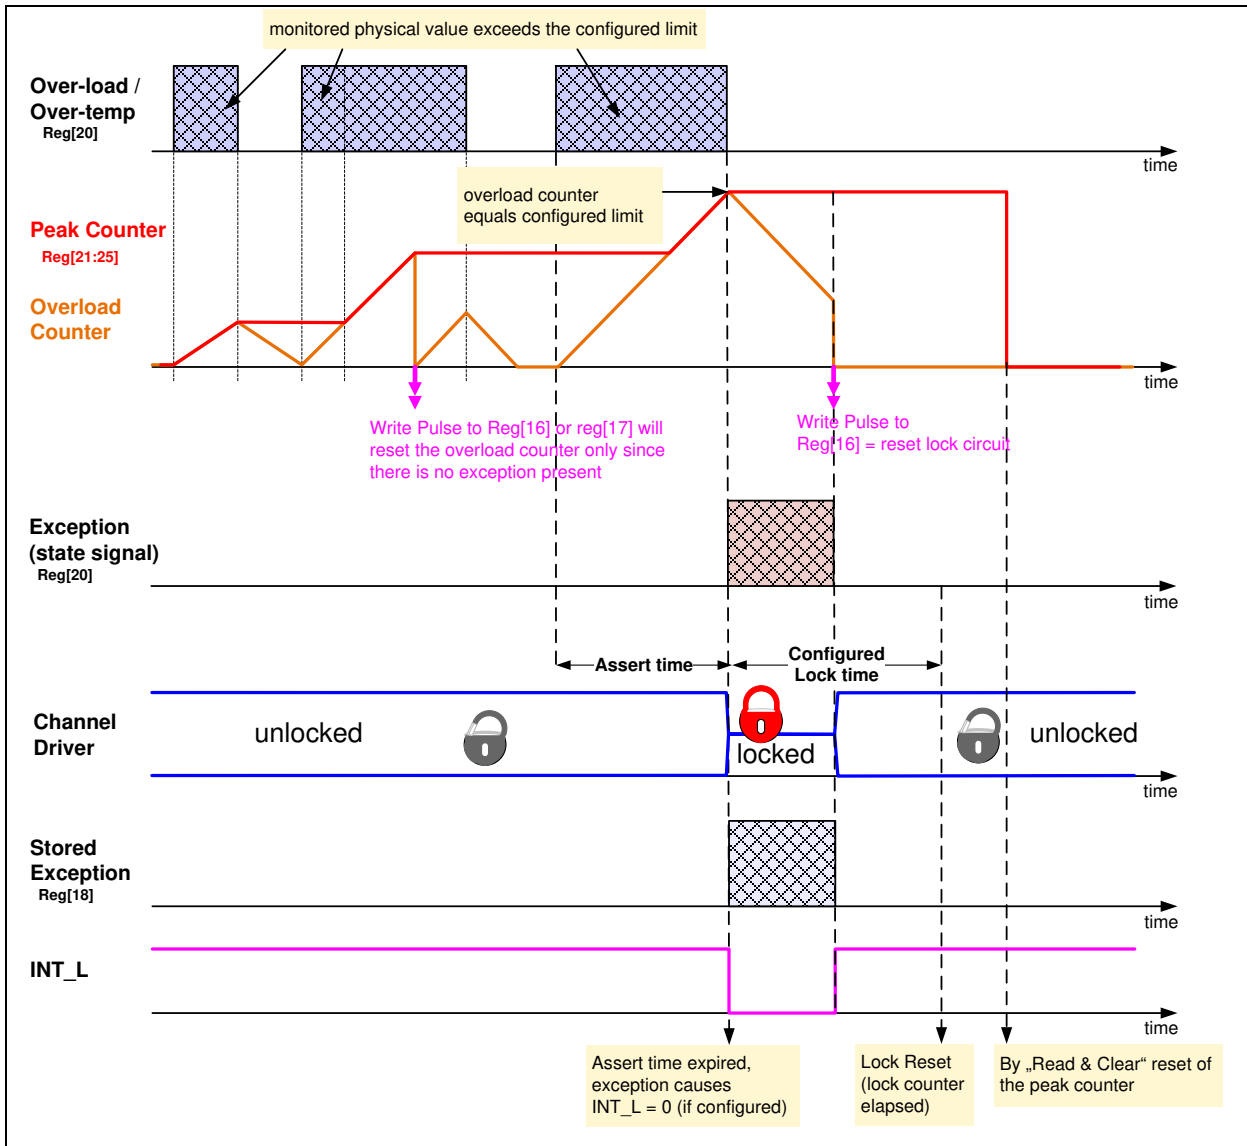 monitored physical value exceeds the configured limit
Over-load /
Over-temp
Reg[20]
time
overload counter
equals configured limit
Peak Counter
Reg[21:25]
Overload
Counter
time
Write Pulse to Reg[16] or reg[17] will
reset the overload counter only since
there is no exception present
Write Pulse to
Reg[16] = reset lock circuit
Exception
(state signal)
Reg[20]
time
Assert time
Configured
Lock time
Channel
Driver
unlocked
locked
unlocked
time
Stored
Exception
Reg[18]
time
INT_L
time
Assert time expired,
exception causes
INT_L = 0 (if configured)
Lock Reset
(lock counter
elapsed)
By „Read & Clear“ reset of
the peak counter